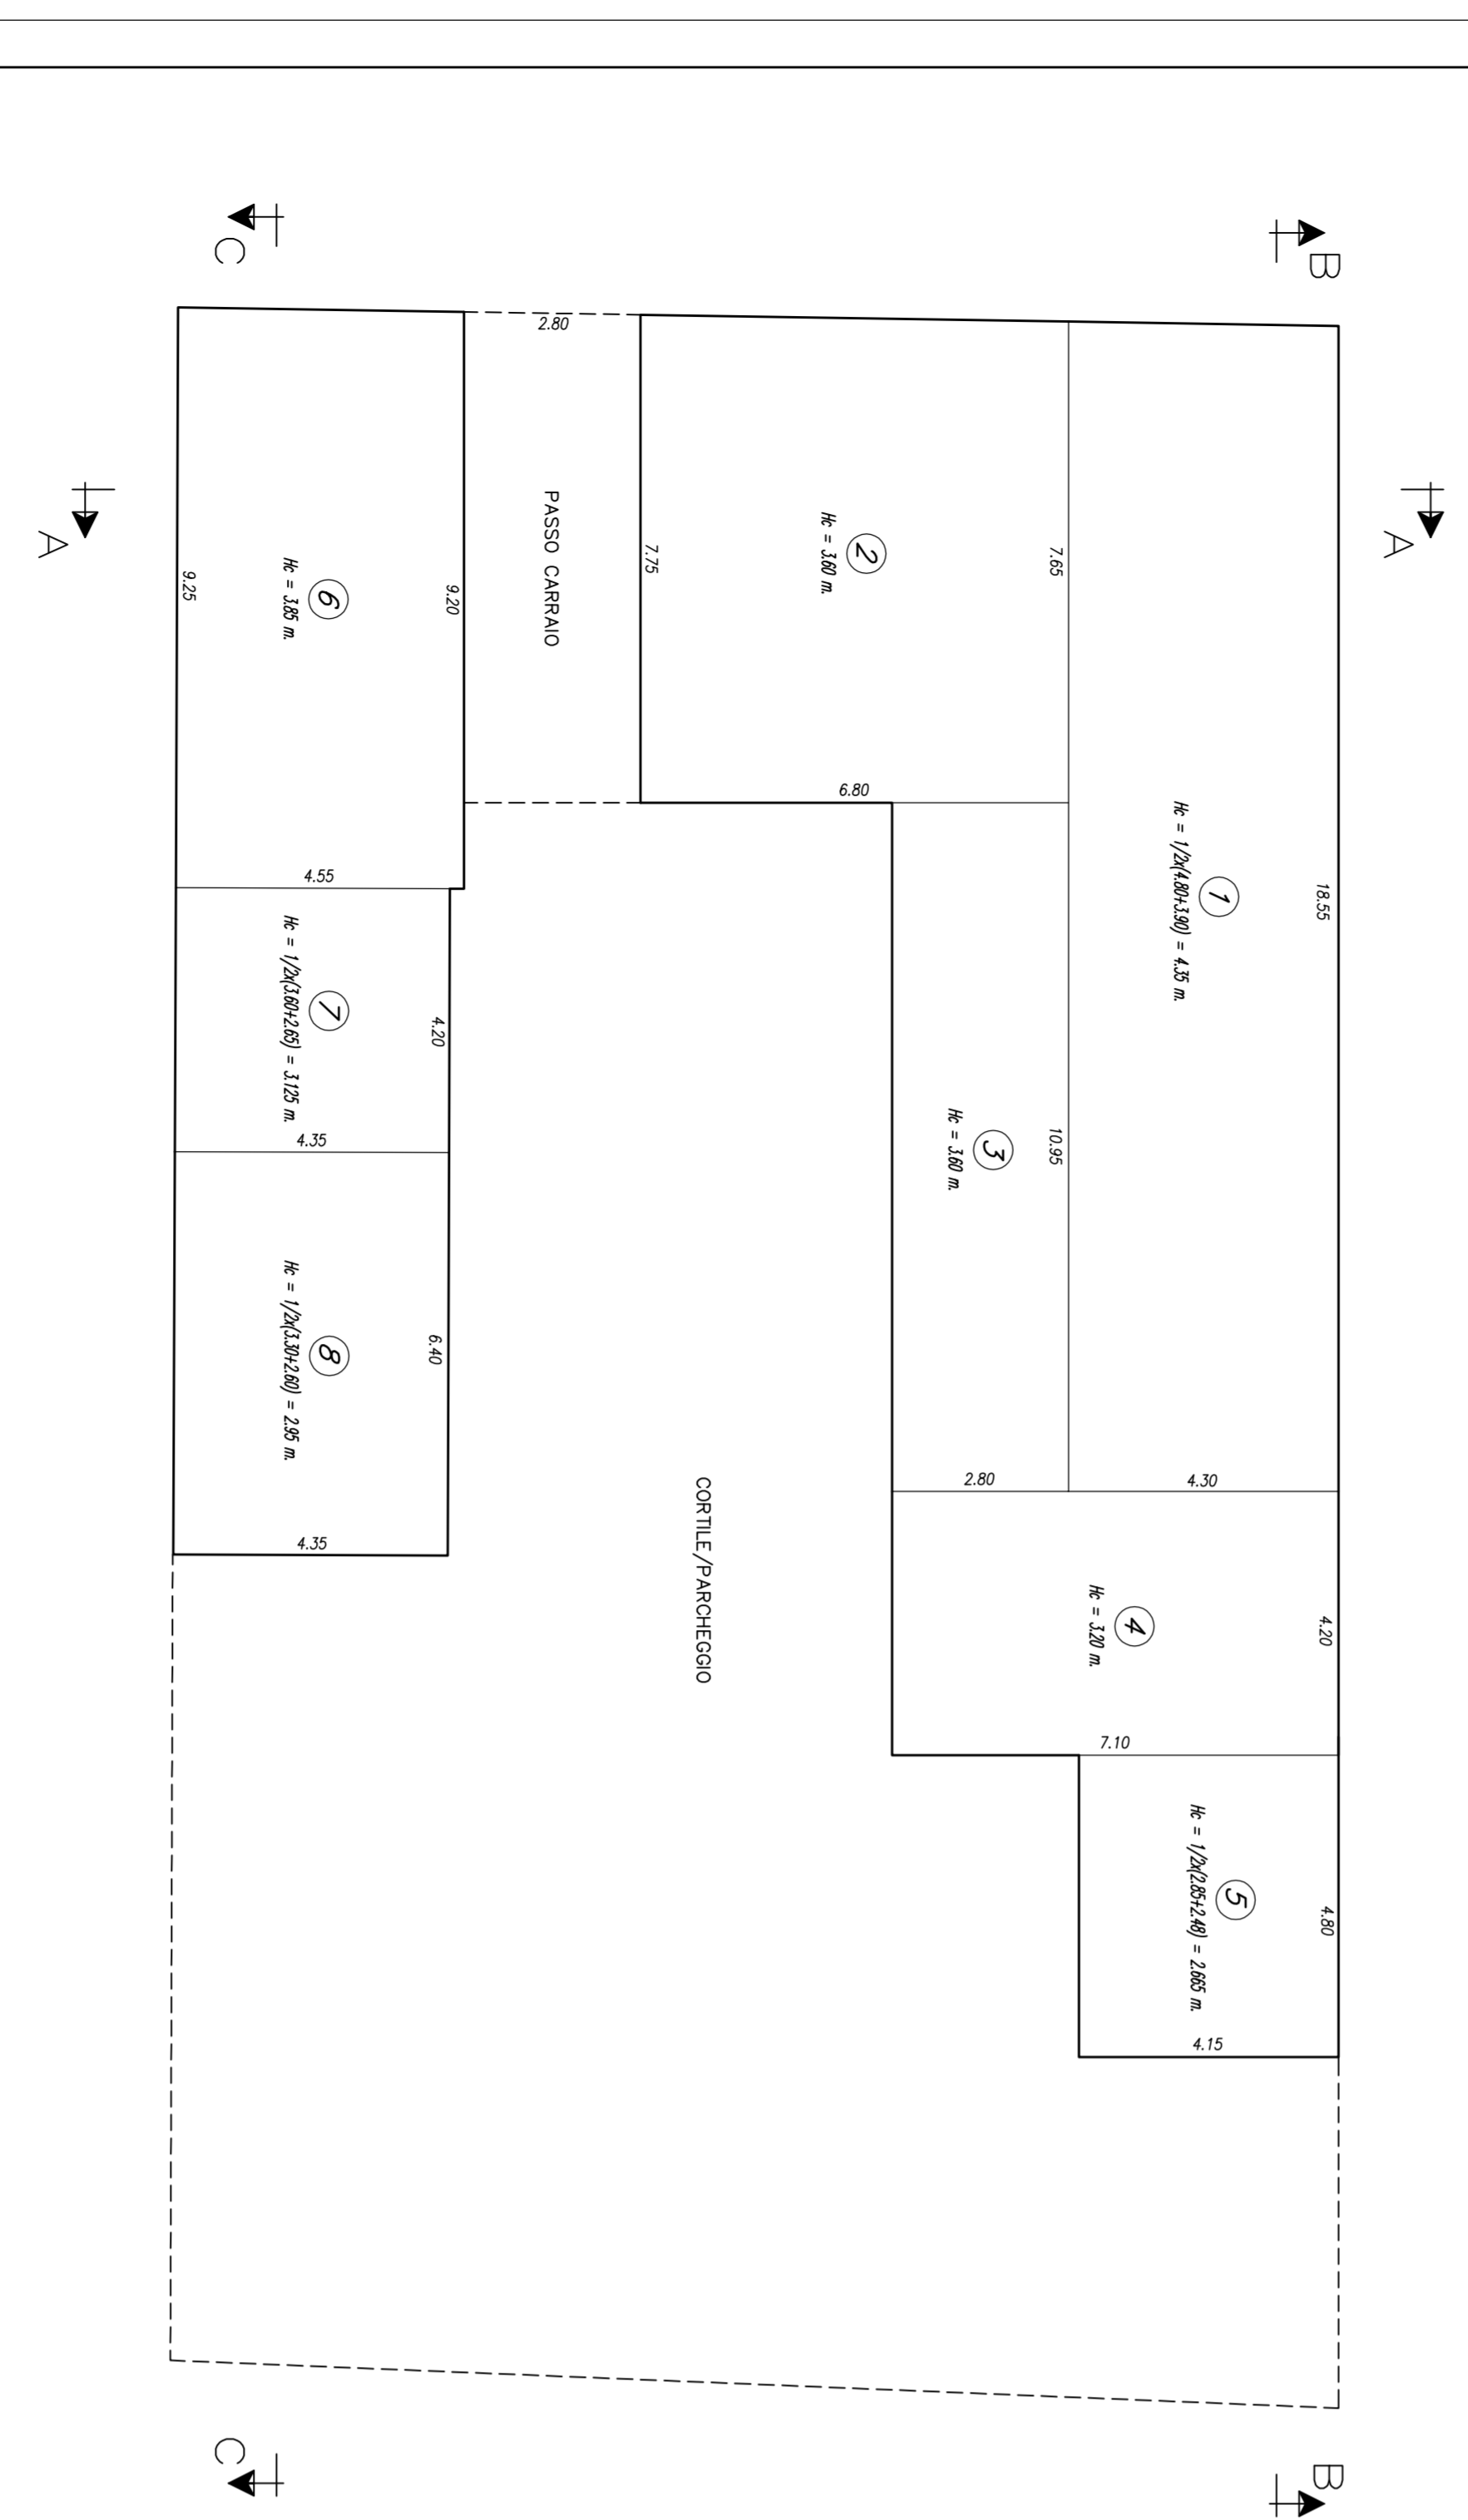 A
A
B
18.55
4.20
4.80
B
1
Hc = 1/2x(4.80+3.90) = 4.35 m.
4.30
7.10
5
Hc = 1/2x(2.85+2.48) = 2.665 m.
4.15
4
Hc = 3.20 m.
7.65
10.95
3
Hc = 3.60 m.
2.80
2
Hc = 3.60 m.
6.80
7.75
CORTILE/PARCHEGGIO
2.80
PASSO CARRAIO
9.20
4.20
6.40
6
Hc = 3.85 m.
4.55
7
Hc = 1/2x(3.60+2.65) = 3.125 m.
4.35
8
Hc = 1/2x(3.30+2.60) = 2.95 m.
4.35
9.25
C
C
A